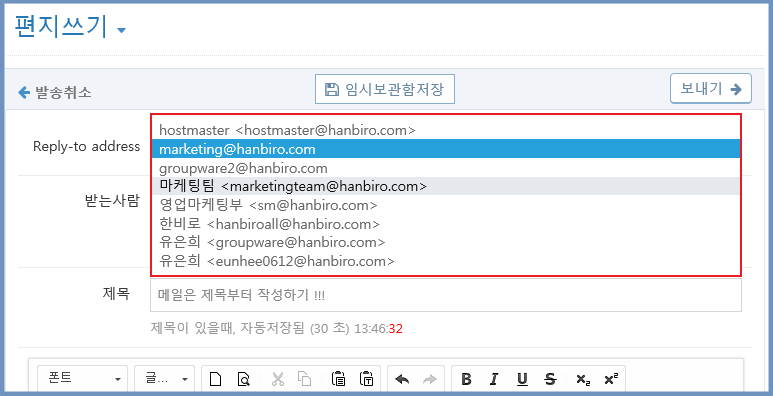 편지쓰기
발송취소
임시보관함저장
보내기
Reply-to address
hostmaster <hostmaster@hanbiro.com>
marketing@hanbiro.com
groupware2@hanbiro.com
마케팅팀 <marketingteam@hanbiro.com>
받는사람
영업마케팅부 <sm@hanbiro.com>
한비로 <hanbiroall@hanbiro.com>
유은희 <groupware@hanbiro.com>
유은희 <eunhee0612@hanbiro.com>
제목
메일은 제목부터 작성하기 !!!
제목이 있을때, 자동저장됨 (30 초) 13:46:32
폰트
글...
B I U S x₂ x²